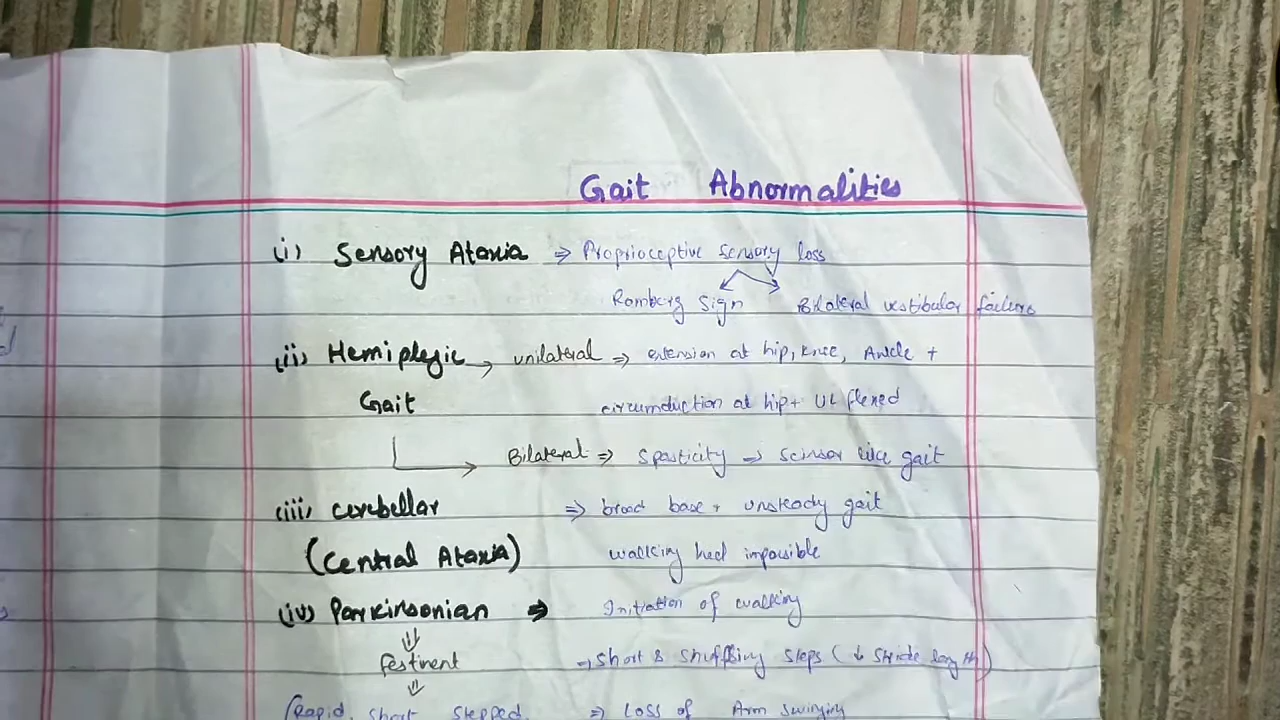 Gait Abnormalities
(i) Sensory Ataxia ⇒ Proprioceptive sensory loss
Romberg sign Bilateral vestibular failure
(ii) Hemiplegic → unilateral ⇒ extension at hip, knee, Ankle +
Gait circumduction at hip + UL flexed
Bilateral ⇒ spasticity → scissor like gait
(iii) cerebellar ⇒ broad base + unsteady gait
(Central Ataxia) walking heel impossible
(iv) Parkinsonian ⇒ Initiation of walking
⇓
festinent → short & shuffling steps (↓ stride length)
⇓
(Rapid, short stepped, ⇒ Loss of Arm swinging